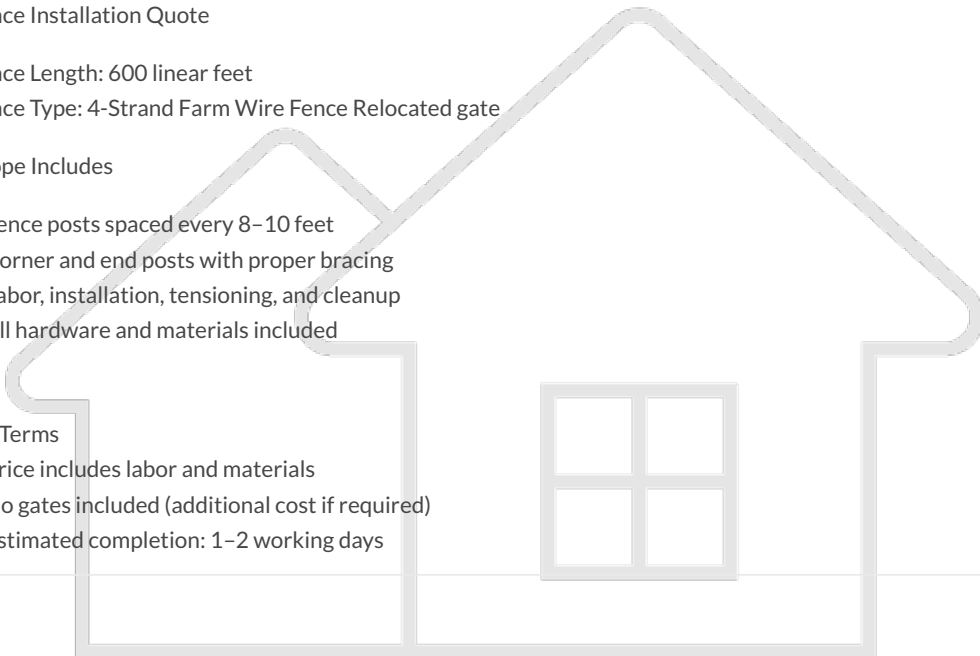 ce Installation Quote
ce Length: 600 linear feet
ce Type: 4-Strand Farm Wire Fence Relocated gate
pe Includes
ence posts spaced every 8–10 feet
orner and end posts with proper bracing
abor, installation, tensioning, and cleanup
ll hardware and materials included
Terms
rice includes labor and materials
o gates included (additional cost if required)
stimated completion: 1–2 working days